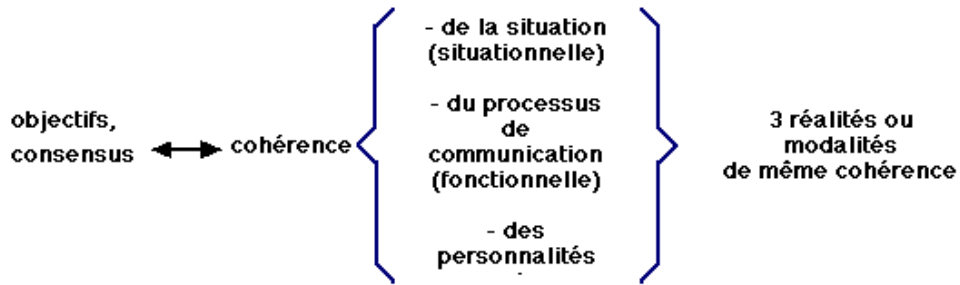 objectifs,
consensus
cohérence
- de la situation
(situationnelle)
- du processus
de
communication
(fonctionnelle)
- des
personnalités
3 réalités ou
modalités
de même cohérence